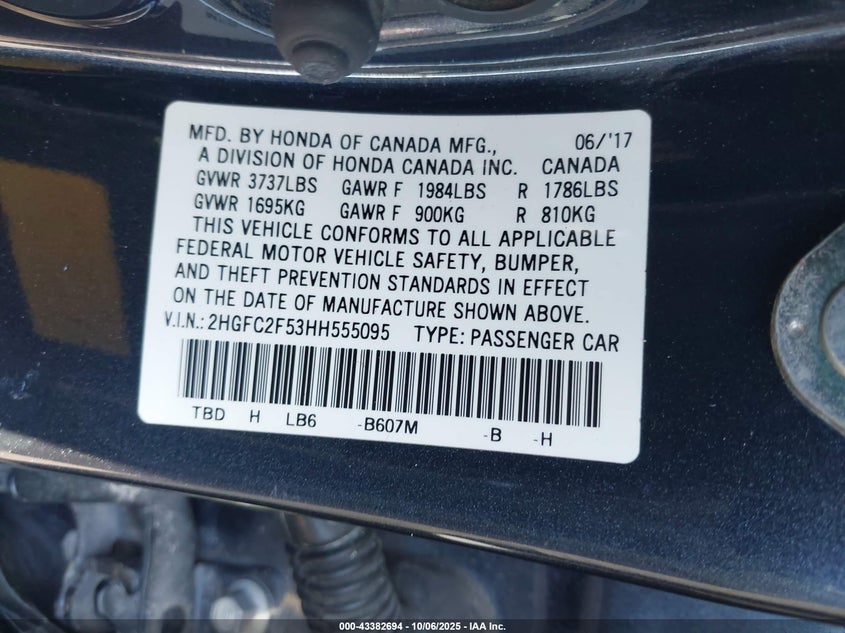 MFD. BY HONDA OF CANADA MFG., 06/'17
A DIVISION OF HONDA CANADA INC. CANADA
GVWR 3737LBS GAWR F 1984LBS R 1786LBS
GVWR 1695KG GAWR F 900KG R 810KG
THIS VEHICLE CONFORMS TO ALL APPLICABLE
FEDERAL MOTOR VEHICLE SAFETY, BUMPER,
AND THEFT PREVENTION STANDARDS IN EFFECT
ON THE DATE OF MANUFACTURE SHOWN ABOVE.
V.I.N.: 2HGFC2F53HH555095 TYPE: PASSENGER CAR
TBD H LB6 -B607M -B -H
000-43382694 | 10/06/2025 - IAA Inc.